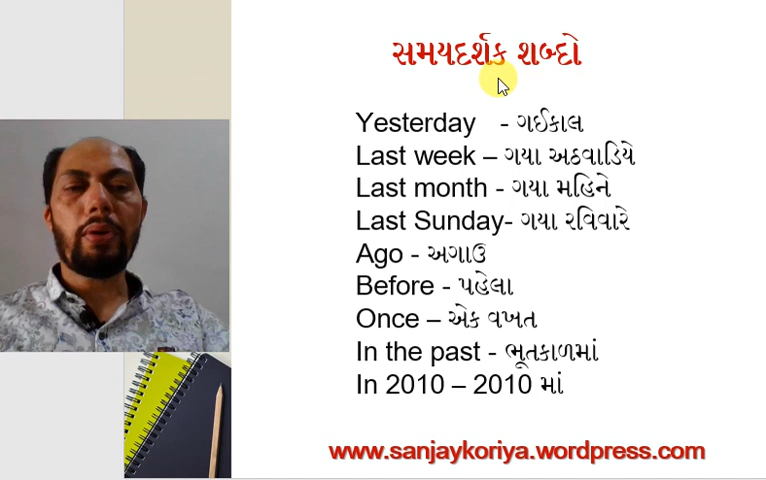 સમયદર્શક શબ્દો
Yesterday - ગઈકાલ
Last week – ગયા અઠવાડિયે
Last month - ગયા મહિને
Last Sunday- ગયા રવિવારે
Ago - અગાઉ
Before - પહેલા
Once – એક વખત
In the past - ભૂતકાળમાં
In 2010 – 2010 માં
www.sanjaykoriya.wordpress.com